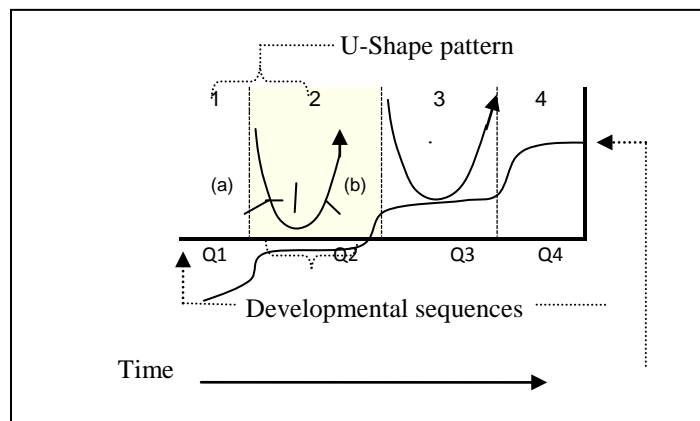 U-Shape pattern
1 2 3 4
(a) (b)
Q1 Q2 Q3 Q4
Developmental sequences
Time